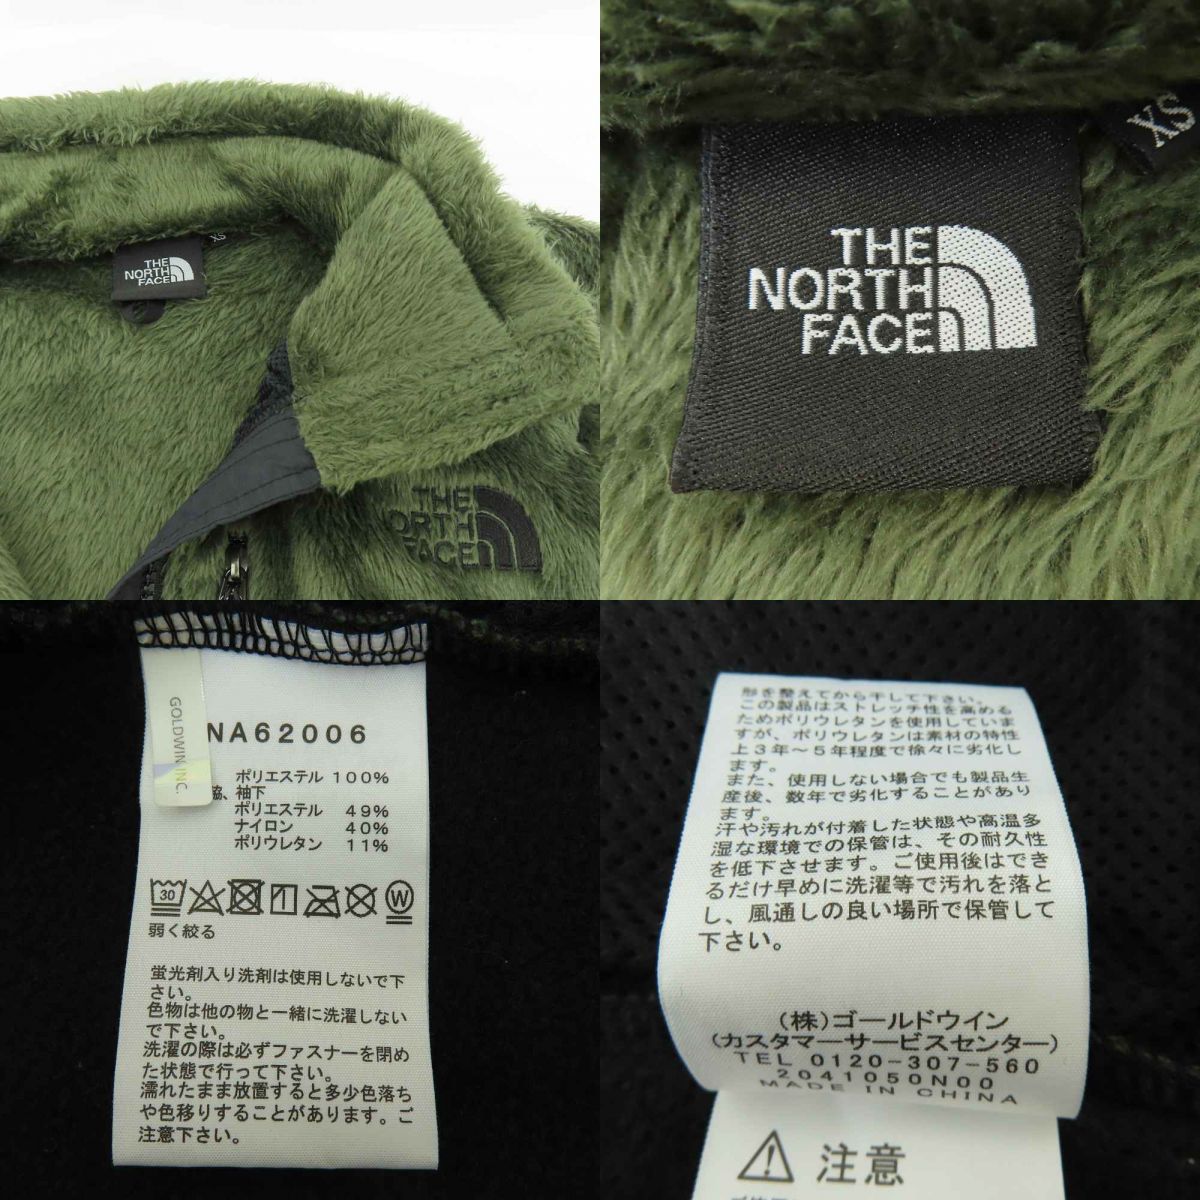 THE
NORTH
FACE
XS
THE
NORTH
FACE
XS
THE
NORTH
FACE
GOLDWIN INC.
NA62006
ポリエステル 100%
脇、袖下
ポリエステル 49%
ナイロン 40%
ポリウレタン 11%
30
W
弱く絞る
蛍光剤入り洗剤は使用しないで下
さい。
色物は他の物と一緒に洗濯しない
で下さい。
洗濯の際は必ずファスナーを閉め
た状態で行って下さい。
濡れたまま放置すると多少色落ち
や色移りすることがあります。ご
注意下さい。
形を整えてから干して下さい。
この製品はストレッチ性を高める
ためポリウレタンを使用していま
すが、ポリウレタンは素材の特性
上3年～5年程度で徐々に劣化し
ます。
また、使用しない場合でも製品生
産後、数年で劣化することがあり
ます。
汗や汚れが付着した状態や高温多
湿な環境での保管は、その耐久性
を低下させます。ご使用後はでき
るだけ早めに洗濯等で汚れを落と
し、風通しの良い場所で保管して
下さい。
(株)ゴールドウイン
(カスタマーサービスセンター)
TEL 0120-307-560
2041050N00
MADE IN CHINA
注意